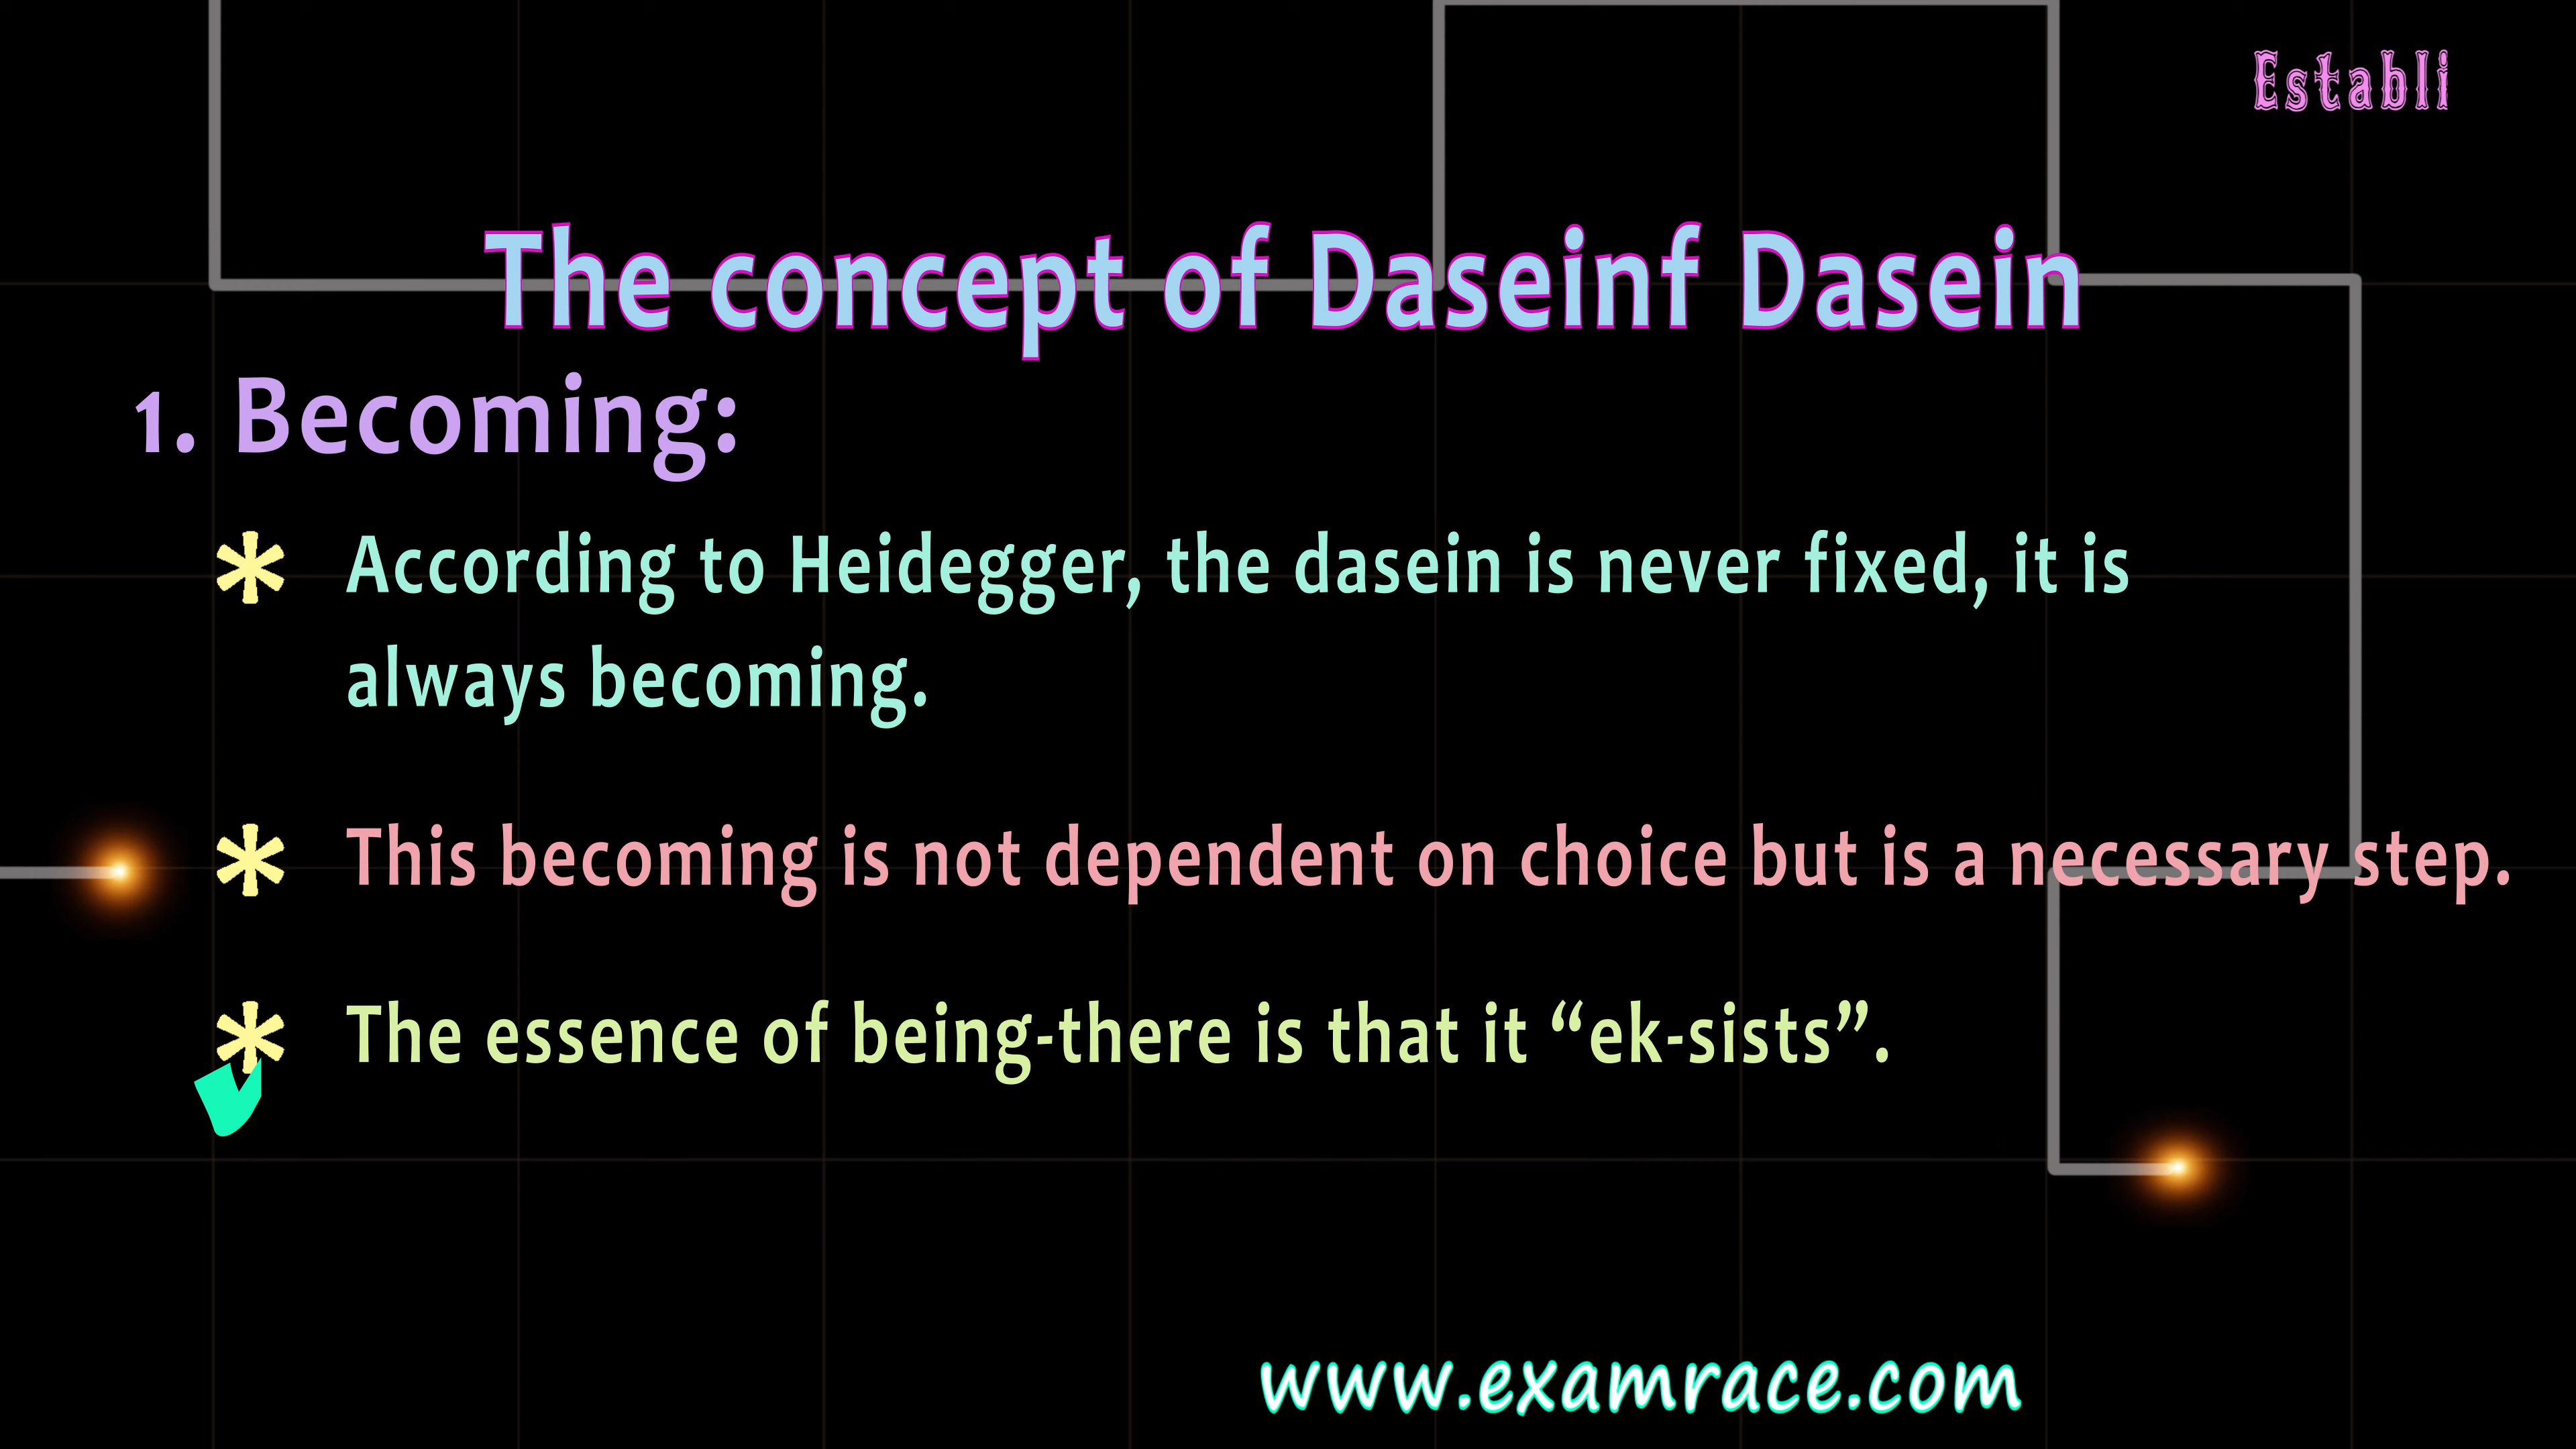 Establi
The concept of Daseinf Dasein
1. Becoming:
* According to Heidegger, the dasein is never fixed, it is
always becoming.
* This becoming is not dependent on choice but is a necessary step.
* The essence of being-there is that it “ek-sists”.
www.examrace.com